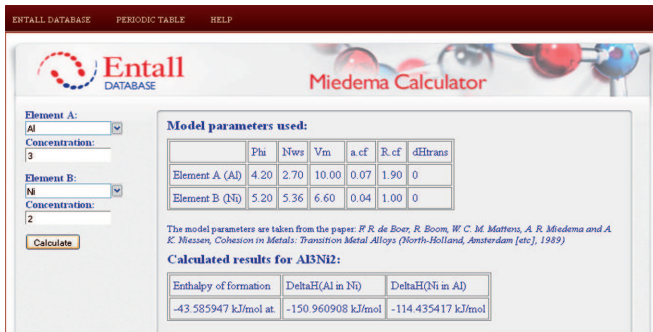 ENTALL DATABASE PERIODIC TABLE HELP
Entall
DATABASE
Miedema Calculator
Element A:
Al
Concentration:
3
Element B:
Ni
Concentration:
2
Calculate
Model parameters used:
Phi Nws Vm a.cf R.cf dHtrans
Element A (Al) 4.20 2.70 10.00 0.07 1.90 0
Element B (Ni) 5.20 5.36 6.60 0.04 1.00 0
The model parameters are taken from the paper: F. R. de Boer, R. Boom, W. C. M. Mattens, A. R. Miedema and A.
K. Niessen, Cohesion in Metals: Transition Metal Alloys (North-Holland, Amsterdam [etc], 1989)
Calculated results for Al3Ni2:
Enthalpy of formation DeltaH(Al in Ni) DeltaH(Ni in Al)
-43.585947 kJ/mol at. -150.960908 kJ/mol -114.435417 kJ/mol